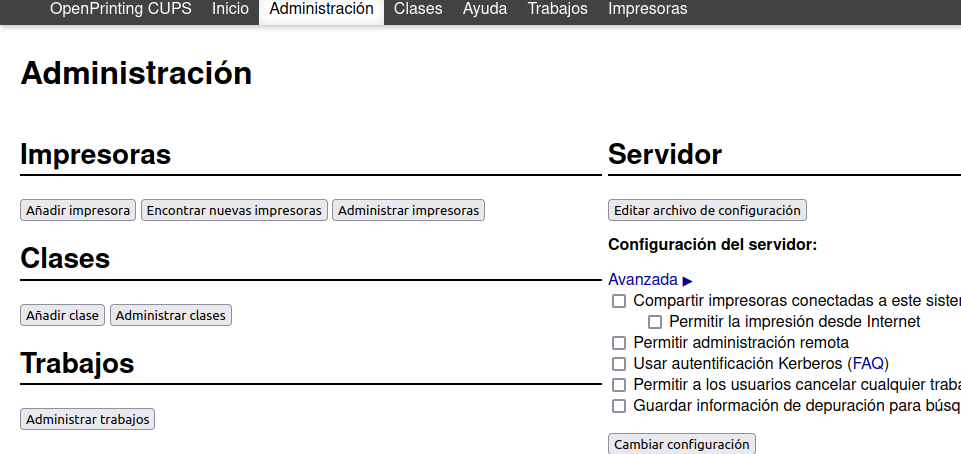 OpenPrinting CUPS Inicio Administración Clases Ayuda Trabajos Impresoras
Administración
Impresoras
Añadir impresora Encontrar nuevas impresoras Administrar impresoras
Clases
Añadir clase Administrar clases
Trabajos
Administrar trabajos
Servidor
Editar archivo de configuración
Configuración del servidor:
Avanzada ▶
Compartir impresoras conectadas a este
Permitir la impresión desde Internet
Permitir administración remota
Usar autentificación Kerberos (FAQ)
Permitir a los usuarios cancelar cualquier
Guardar información de depuración para
Cambiar configuración